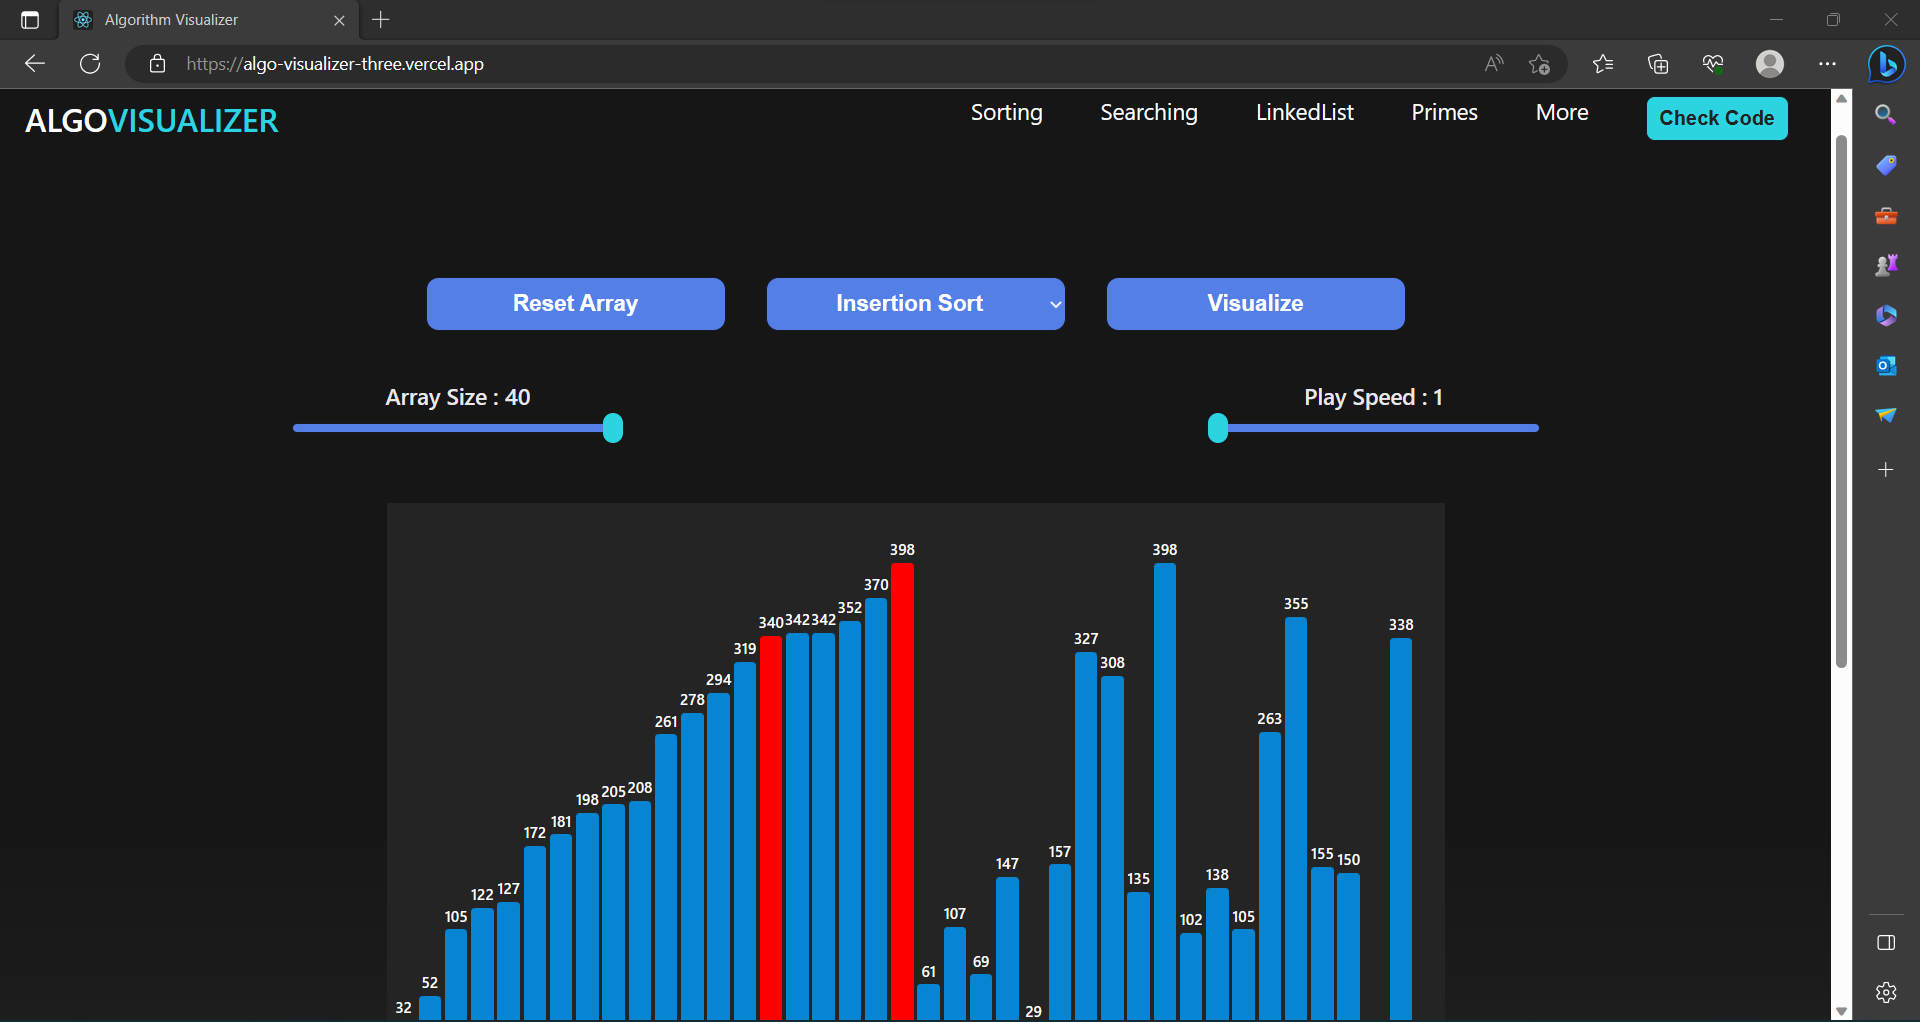 Algorithm Visualizer
https://algo-visualizer-three.vercel.app
ALGOVISUALIZER
Sorting Searching LinkedList Primes More Check Code
Reset Array Insertion Sort Visualize
Array Size : 40 Play Speed : 1
32 52 105 122 127 172 181 198 205 208 261 278 294 319 340 342 342 352 370 398 61 107 69 147 29 157 327 308 135 398 102 138 105 263 355 155 150 338